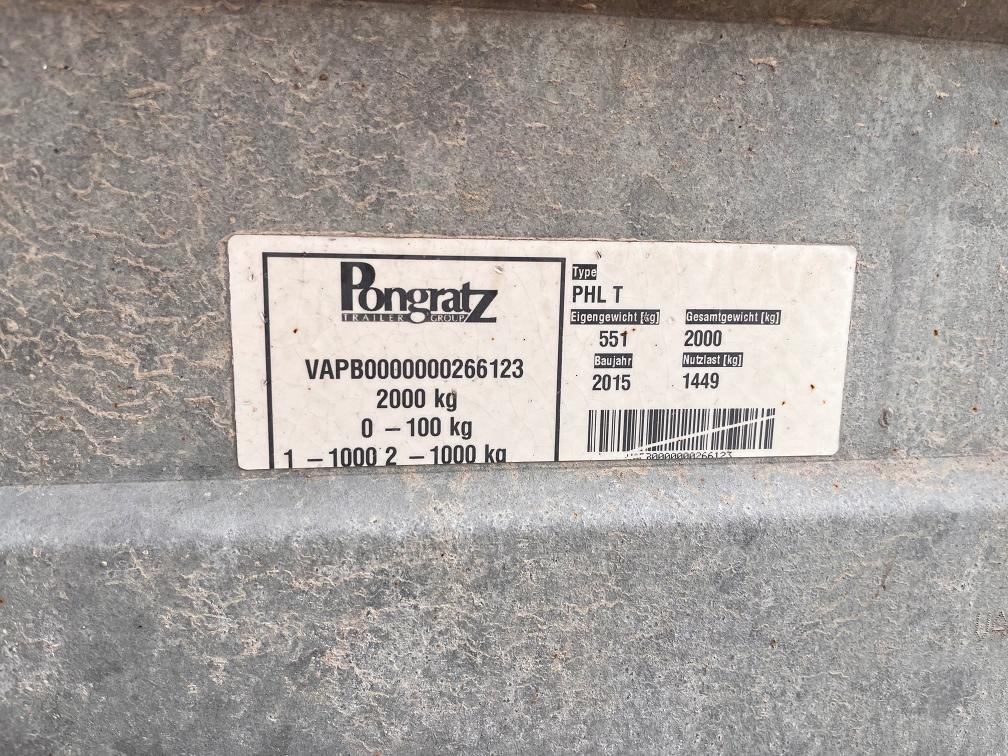 Pongratz
TRAILER GROUP
VAPB0000000266123
2000 kg
0 – 100 kg
1 – 1000 2 – 1000 kg
Type
PHL T
Eigengewicht [kg] Gesamtgewicht [kg]
551 2000
Baujahr Nutzlast [kg]
2015 1449